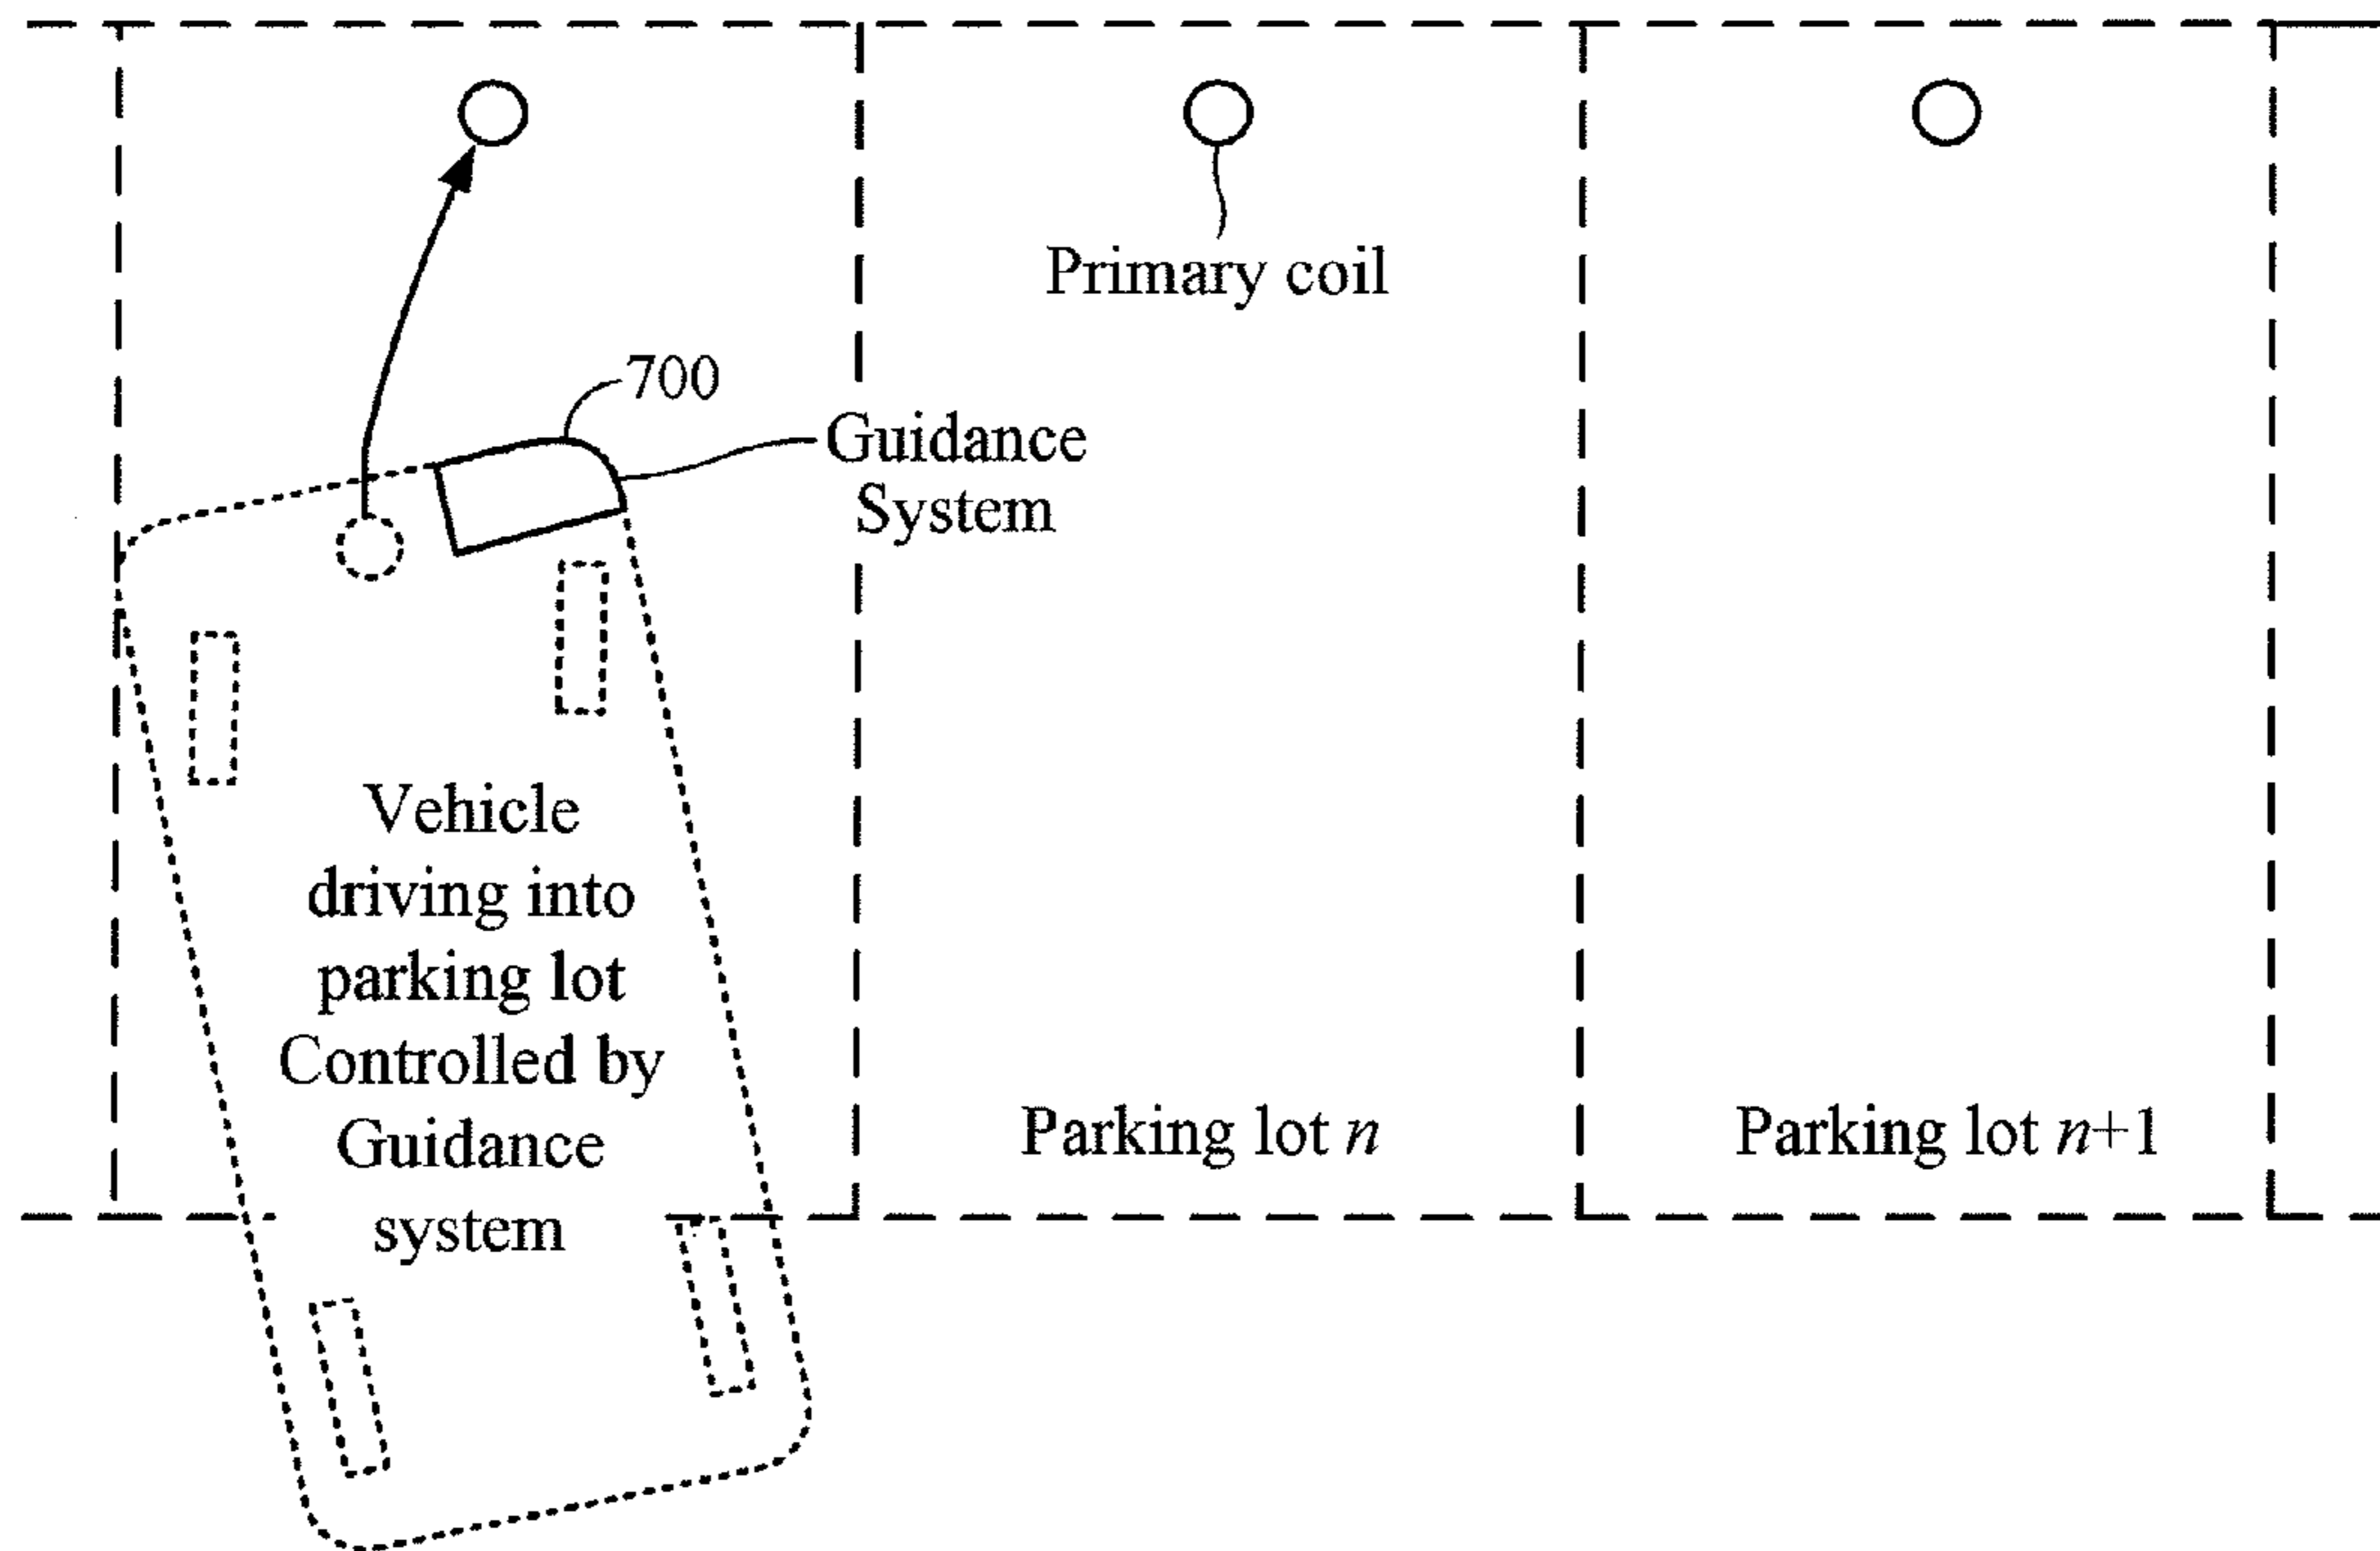 Primary coil
700
Guidance
System
Vehicle
driving into
parking lot
Controlled by
Guidance
system
Parking lot n
Parking lot n+1